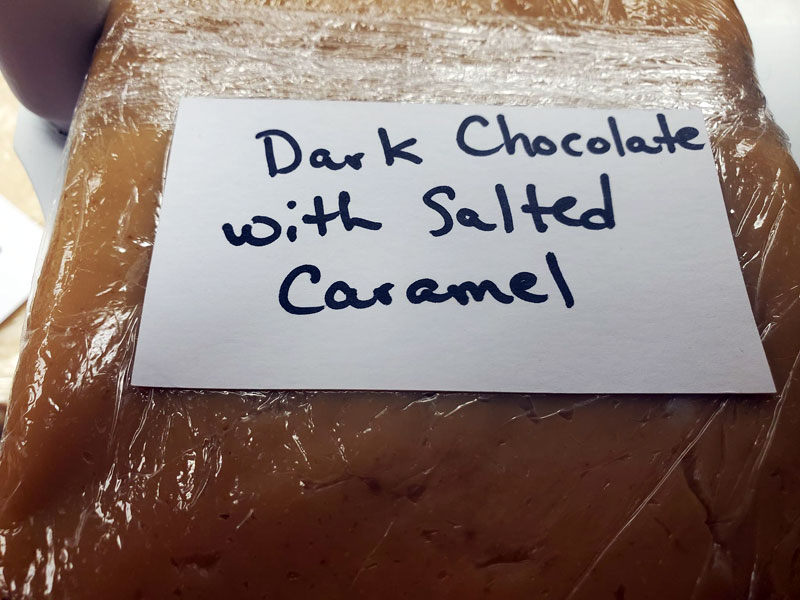 Dark Chocolate
with Salted
Caramel